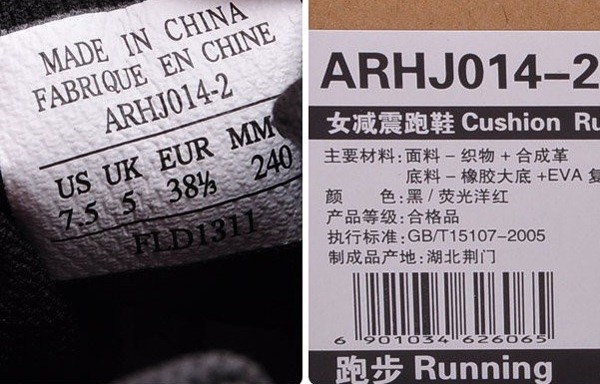 MADE IN CHINA
FABRIQUE EN CHINE
ARHJ014-2
US UK EUR MM
7.5 5 38⅓ 240
FLD1311
ARHJ014-2
女减震跑鞋 Cushion Ru
主要材料:面料-织物+合成革
底料-橡胶大底+EVA 复
颜 色:黑/荧光洋红
产品等级:合格品
执行标准:GB/T15107-2005
制成品产地:湖北荆门
6 901034 626065
跑步 Running